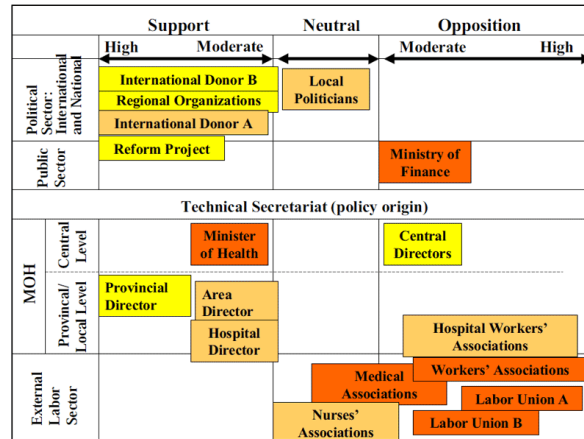 Support
Neutral
Opposition
High
Moderate
Moderate
High
Political
Sector:
International
and National
International Donor B
Regional Organizations
International Donor A
Local
Politicians
Public
Sector
Reform Project
Ministry of
Finance
Technical Secretariat (policy origin)
MOH
Central
Level
Minister
of Health
Central
Directors
Provincial/
Local Level
Provincial
Director
Area
Director
Hospital
Director
Hospital Workers'
Associations
External
Labor
Sector
Medical
Associations
Workers' Associations
Nurses'
Associations
Labor Union A
Labor Union B